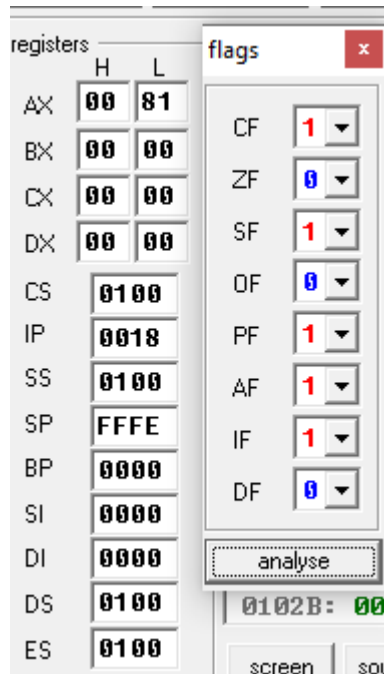 registers
H L
AX 00 81
BX 00 00
CX 00 00
DX 00 00
CS 0100
IP 0018
SS 0100
SP FFFE
BP 0000
SI 0000
DI 0000
DS 0100
ES 0100
flags x
CF 1
ZF 0
SF 1
OF 0
PF 1
AF 1
IF 1
DF 0
analyse
0102B: 00
screen